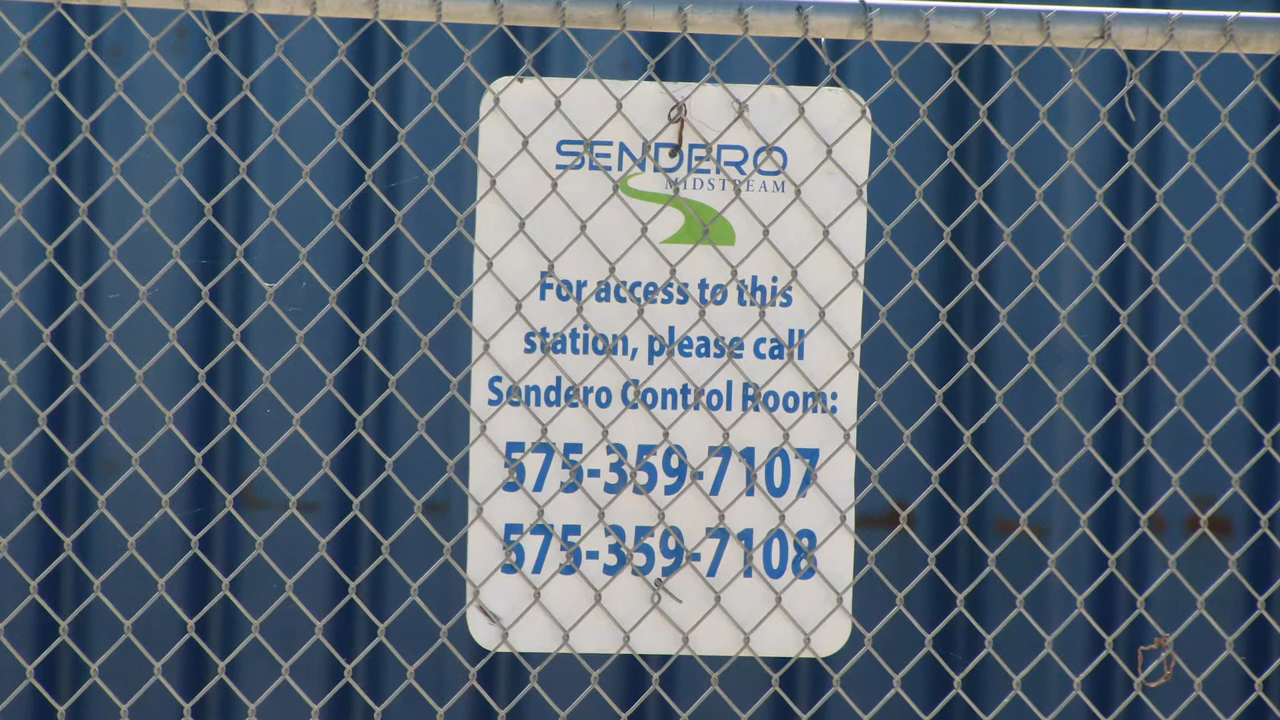 SENDERO
MIDSTREAM
For access to this
station, please call
Sendero Control Room:
575-359-7107
575-359-7108